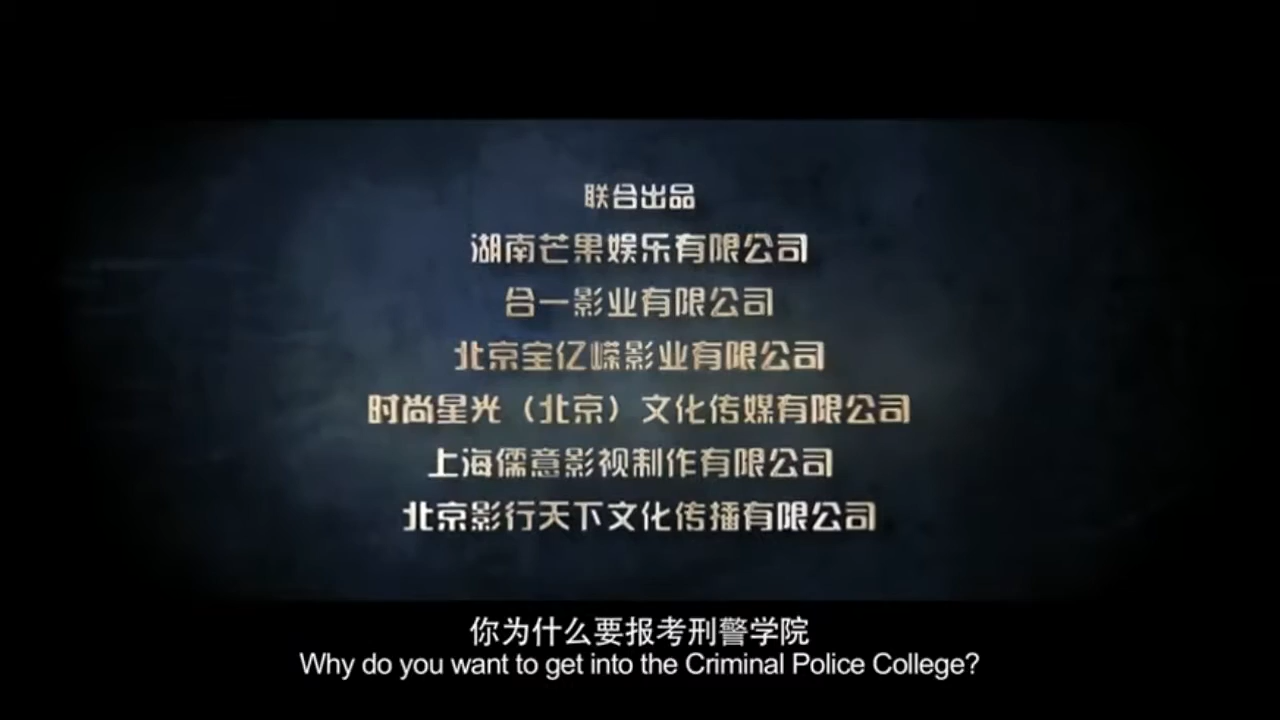 联合出品
湖南芒果娱乐有限公司
合一影业有限公司
北京宝亿嵘影业有限公司
时尚星光（北京）文化传媒有限公司
上海儒意影视制作有限公司
北京影行天下文化传播有限公司
你为什么要报考刑警学院
Why do you want to get into the Criminal Police College?